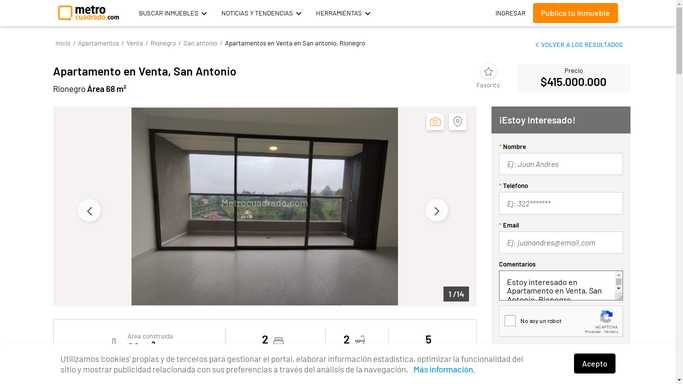 metro
cuadrado.com
BUSCAR INMUEBLES
NOTICIAS Y TENDENCIAS
HERRAMIENTAS
INGRESAR
Publica tu Inmueble
Inicio / Apartamentos / Venta / Rionegro / San antonio / Apartamentos en Venta en San antonio, Rionegro
VOLVER A LOS RESULTADOS
Apartamento en Venta, San Antonio
Rionegro Área 68 m²
Favorito
Precio
$415.000.000
Metrocuadrado.com
1 /14
¡Estoy Interesado!
* Nombre
Ej: Juan Andres
* Teléfono
Ej: 322*******
* Email
Ej: juanandres@email.com
Comentarios
Estoy interesado en
Apartamento en Venta, San
Antonio, Rionegro
No soy un robot
reCAPTCHA
Privacidad - Términos
Área construida
2
2
5
Utilizamos 'cookies' propias y de terceros para gestionar el portal, elaborar información estadística, optimizar la funcionalidad del
sitio y mostrar publicidad relacionada con sus preferencias a través del análisis de la navegación. Más información.
Acepto